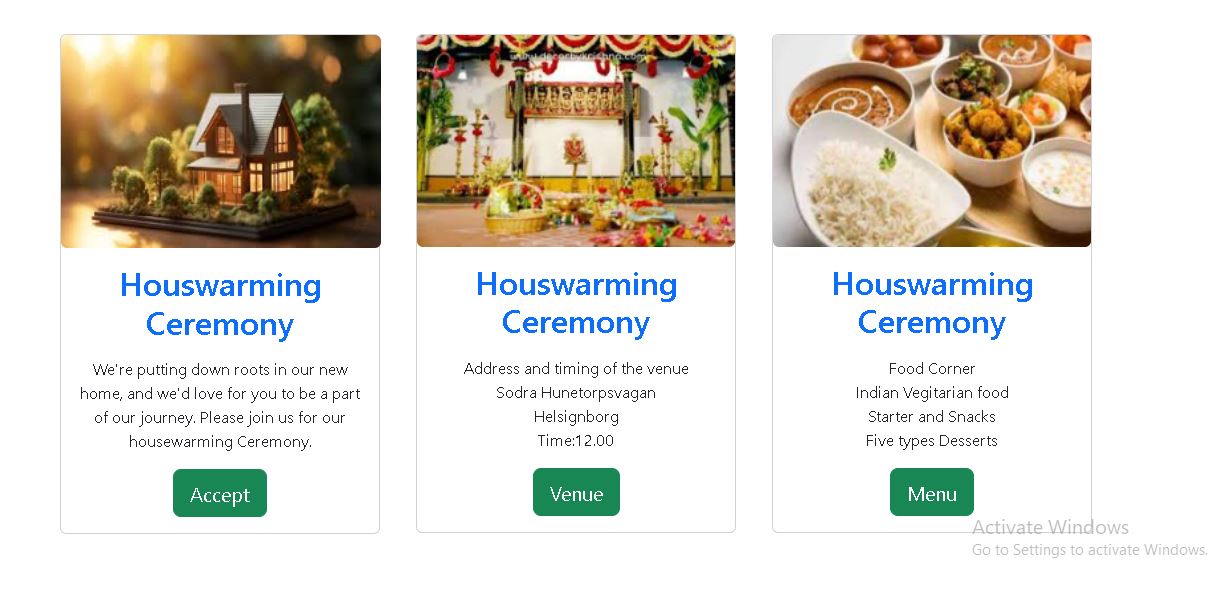 www.decorbykrishna.com
Houswarming
Ceremony
We're putting down roots in our new
home, and we'd love for you to be a part
of our journey. Please join us for our
housewarming Ceremony.
Accept
Houswarming
Ceremony
Address and timing of the venue
Sodra Hunetorpsvagan
Helsignborg
Time:12.00
Venue
Houswarming
Ceremony
Food Corner
Indian Vegitarian food
Starter and Snacks
Five types Desserts
Menu
Activate Windows
Go to Settings to activate Windows.